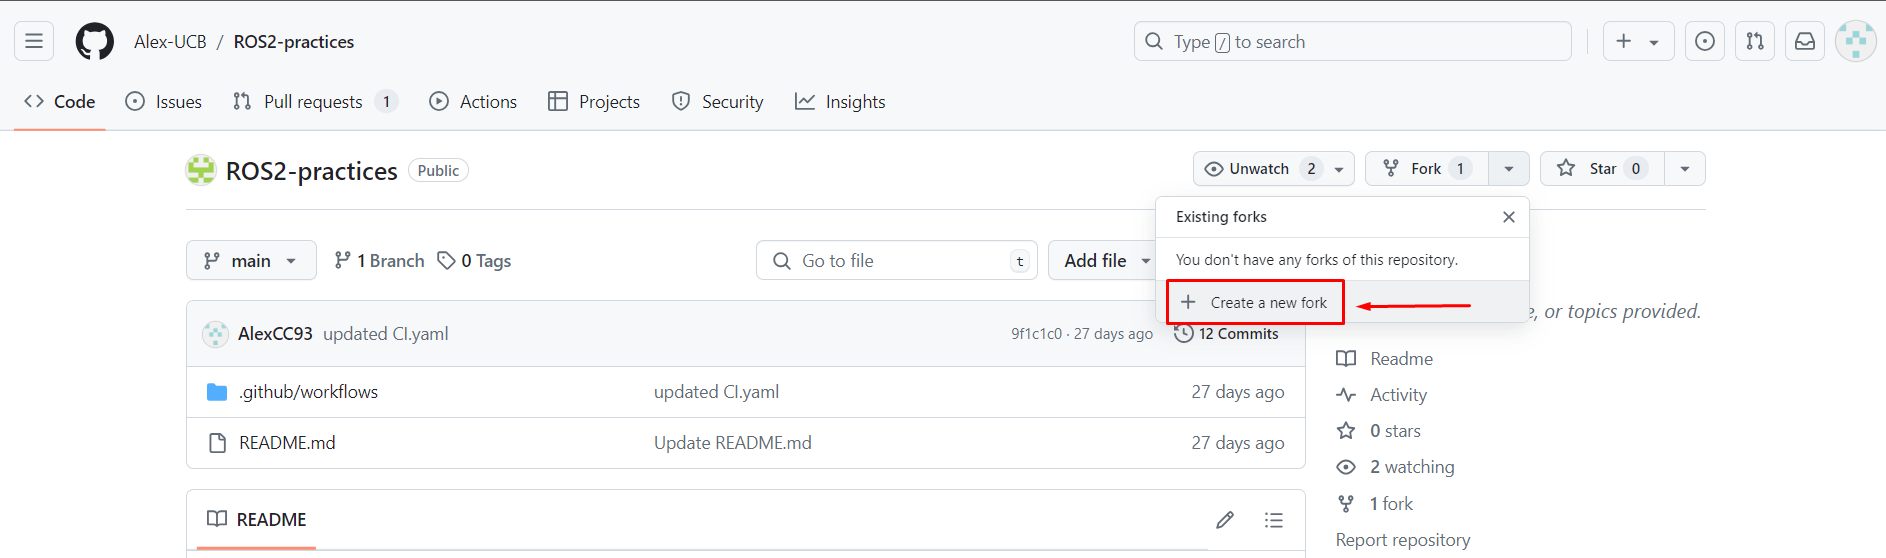 Alex-UCB / ROS2-practices
Type / to search
Code
Issues
Pull requests 1
Actions
Projects
Security
Insights
ROS2-practices Public
Unwatch 2
Fork 1
Star 0
Existing forks
You don't have any forks of this repository.
Create a new fork
main
1 Branch
0 Tags
Go to file t
Add file
e, or topics provided.
AlexCC93 updated CI.yaml
9f1c1c0 · 27 days ago
12 Commits
.github/workflows updated CI.yaml 27 days ago
README.md Update README.md 27 days ago
README
Readme
Activity
0 stars
2 watching
1 fork
Report repository